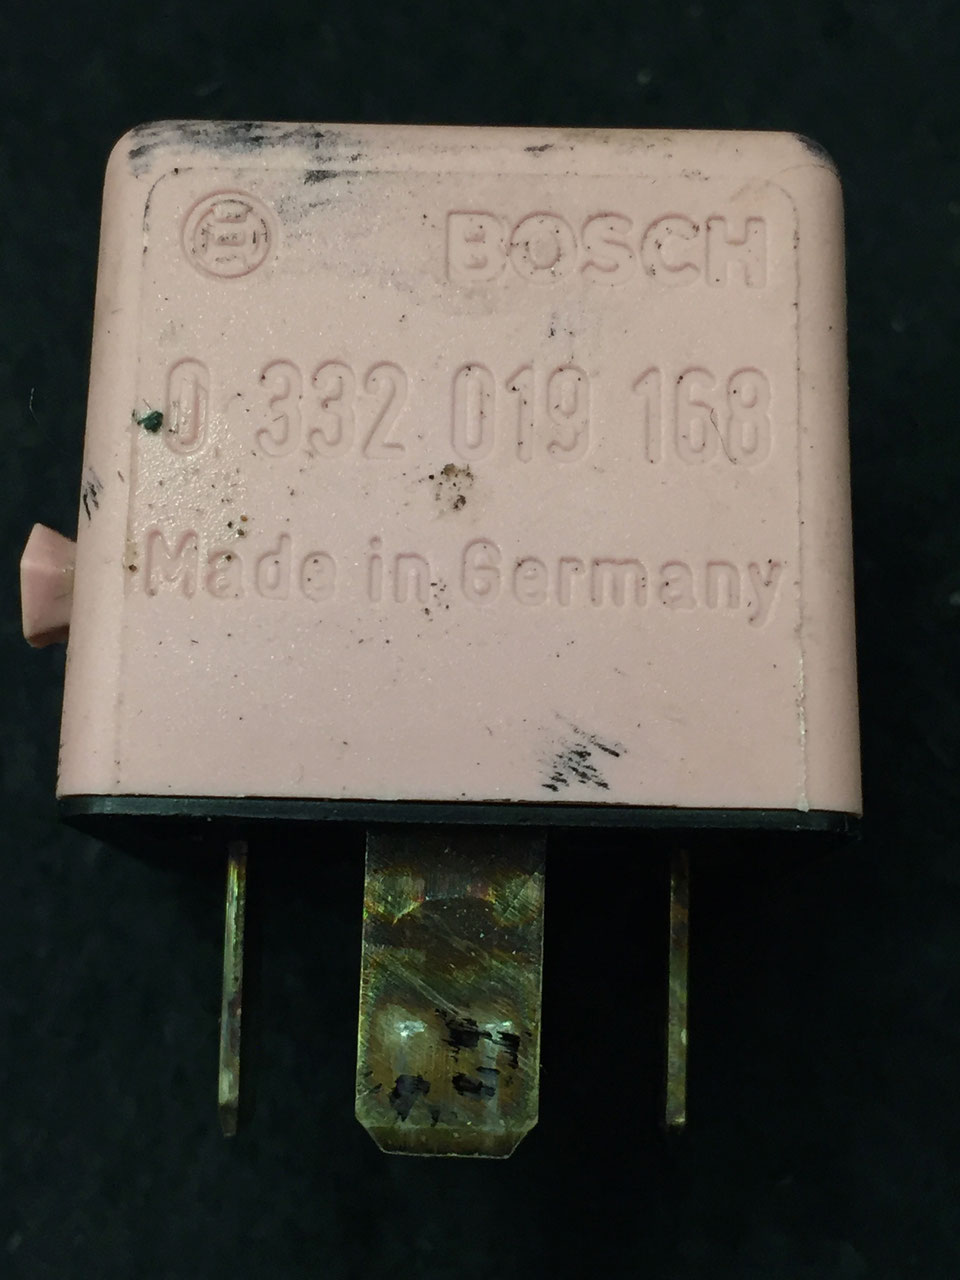 BOSCH
0 332 019 168
Made in Germany